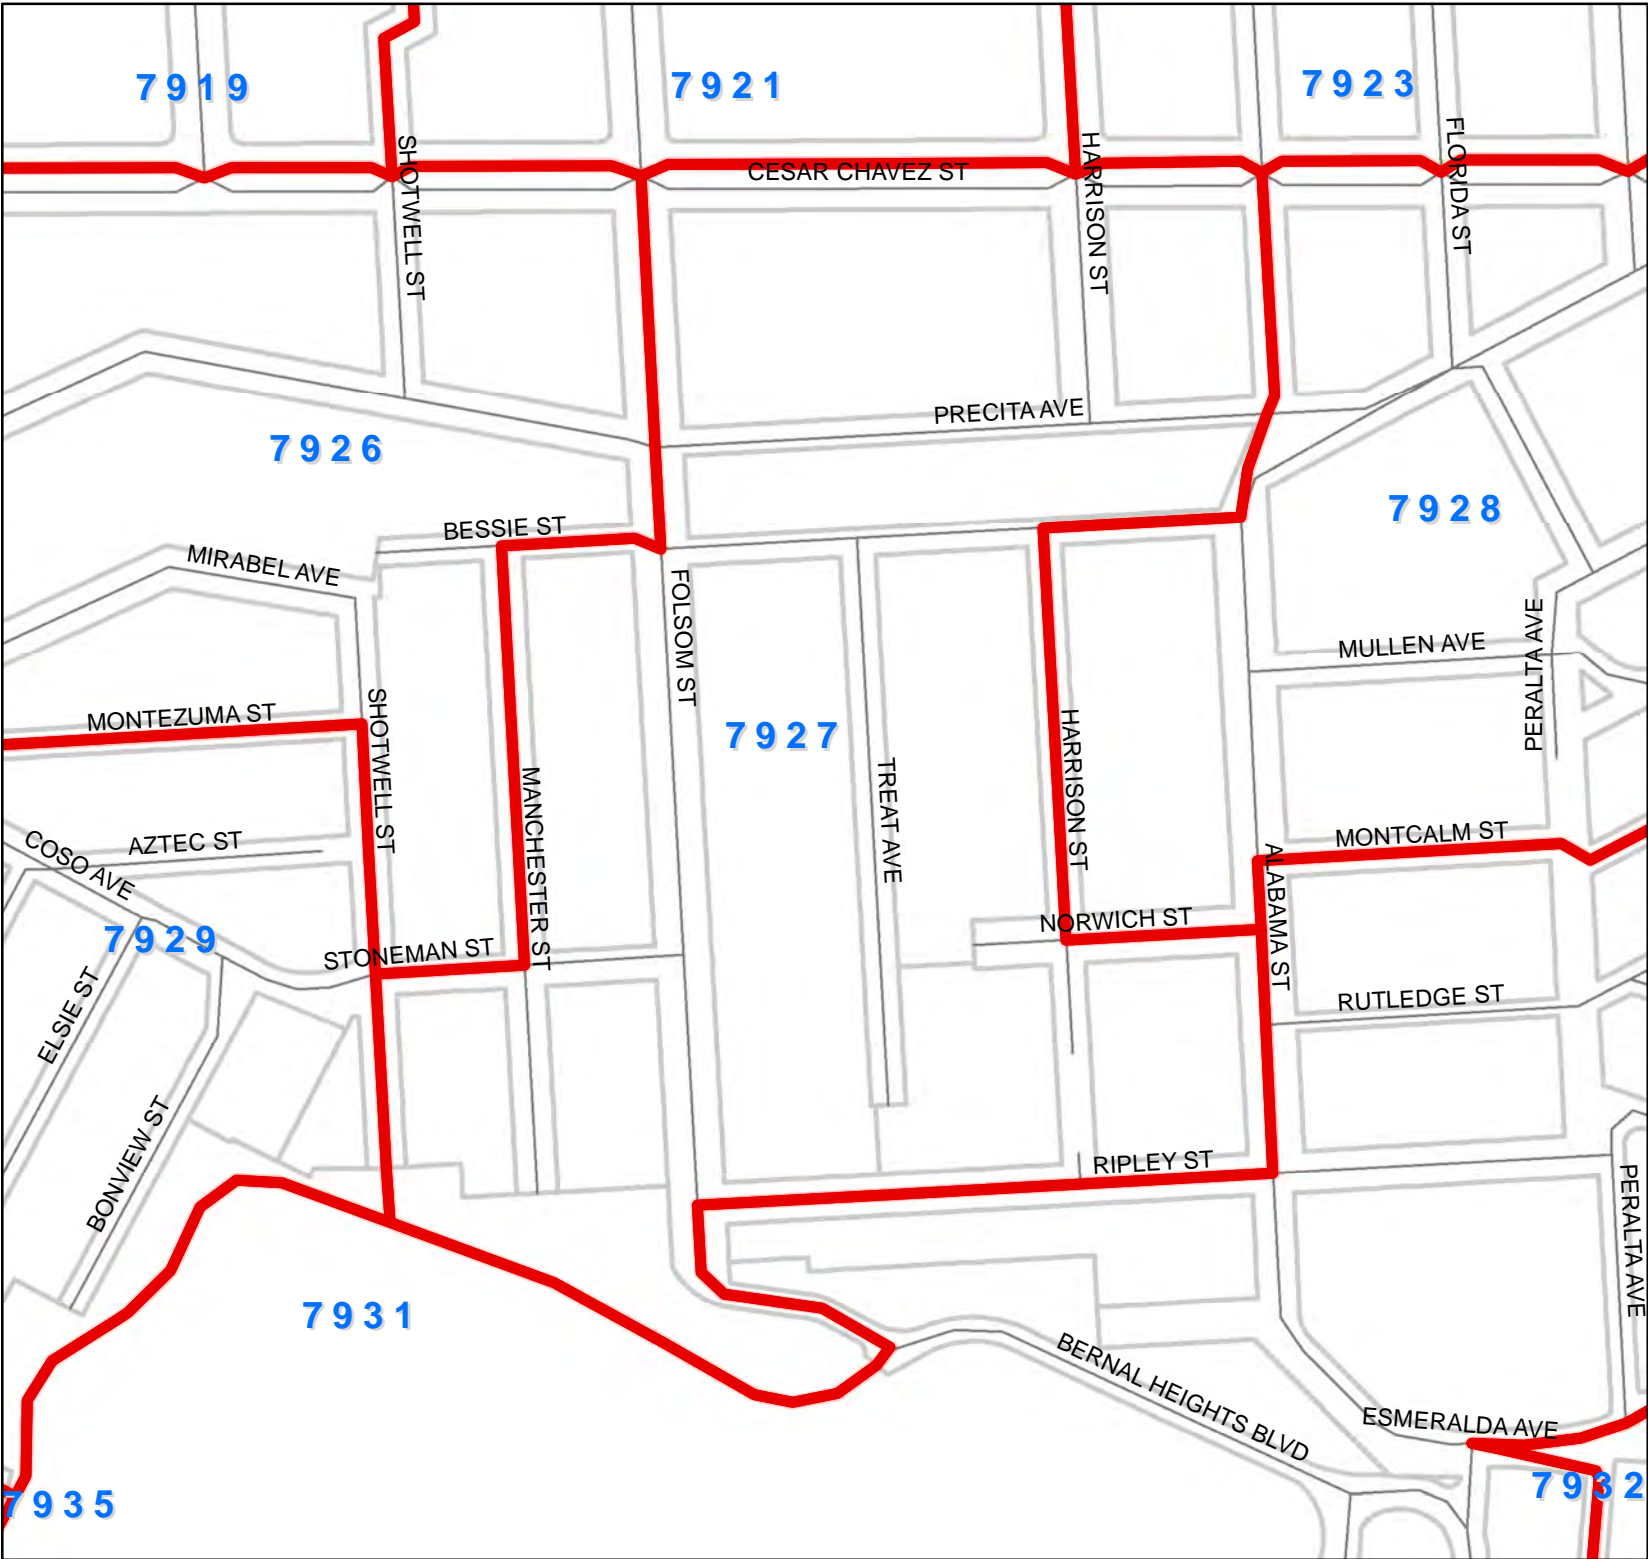 7919
7921
7923
SHOTWELL ST
CESAR CHAVEZ ST
HARRISON ST
FLORIDA ST
PRECITA AVE
7926
7928
BESSIE ST
MIRABEL AVE
FOLSOM ST
MULLEN AVE
PERALTA AVE
MONTEZUMA ST
SHOTWELL ST
7927
HARRISON ST
TREAT AVE
MANCHESTER ST
MONTCALM ST
AZTEC ST
COSO AVE
ALABAMA ST
NORWICH ST
7929
STONEMAN ST
ELSIE ST
RUTLEDGE ST
BONVIEW ST
RIPLEY ST
PERALTA AVE
7931
BERNAL HEIGHTS BLVD
ESMERALDA AVE
7932
7935